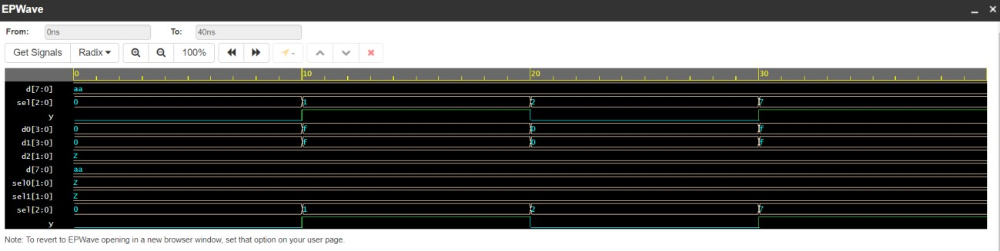 EPWave
From: 0ns To: 40ns
Get Signals Radix 100% -
0 10 20 30
d[7:0] aa
sel[2:0] 0 1 2 7
y
d0[3:0] 0 f 0 f
d1[3:0] 0 f 0 f
d2[1:0] Z
d[7:0] aa
sel0[1:0] Z
sel1[1:0] Z
sel[2:0] 0 1 2 7
y
Note: To revert to EPWave opening in a new browser window, set that option on your user page.